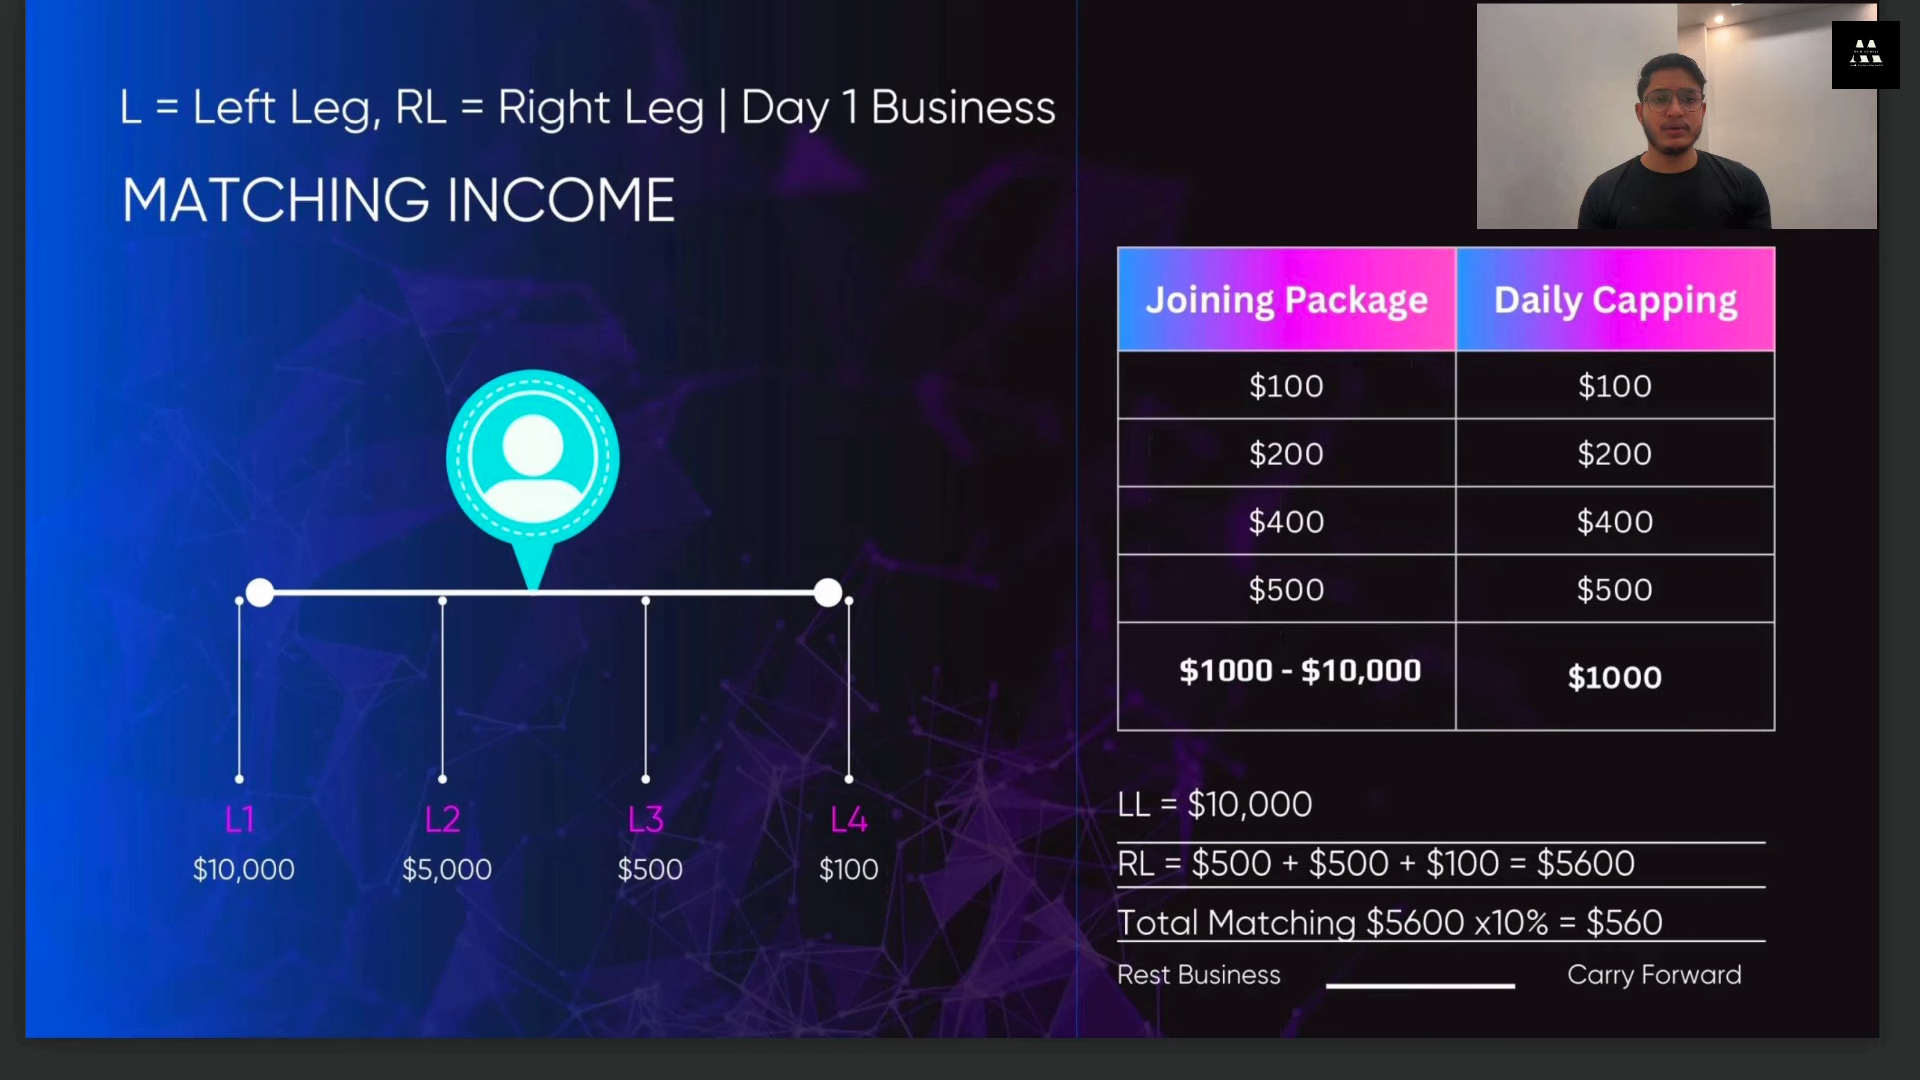 L = Left Leg, RL = Right Leg | Day 1 Business
MATCHING INCOME
L1
L2
L3
L4
$10,000
$5,000
$500
$100
Joining Package
Daily Capping
$100
$100
$200
$200
$400
$400
$500
$500
$1000 - $10,000
$1000
LL = $10,000
RL = $500 + $500 + $100 = $5600
Total Matching $5600 x10% = $560
Rest Business
Carry Forward